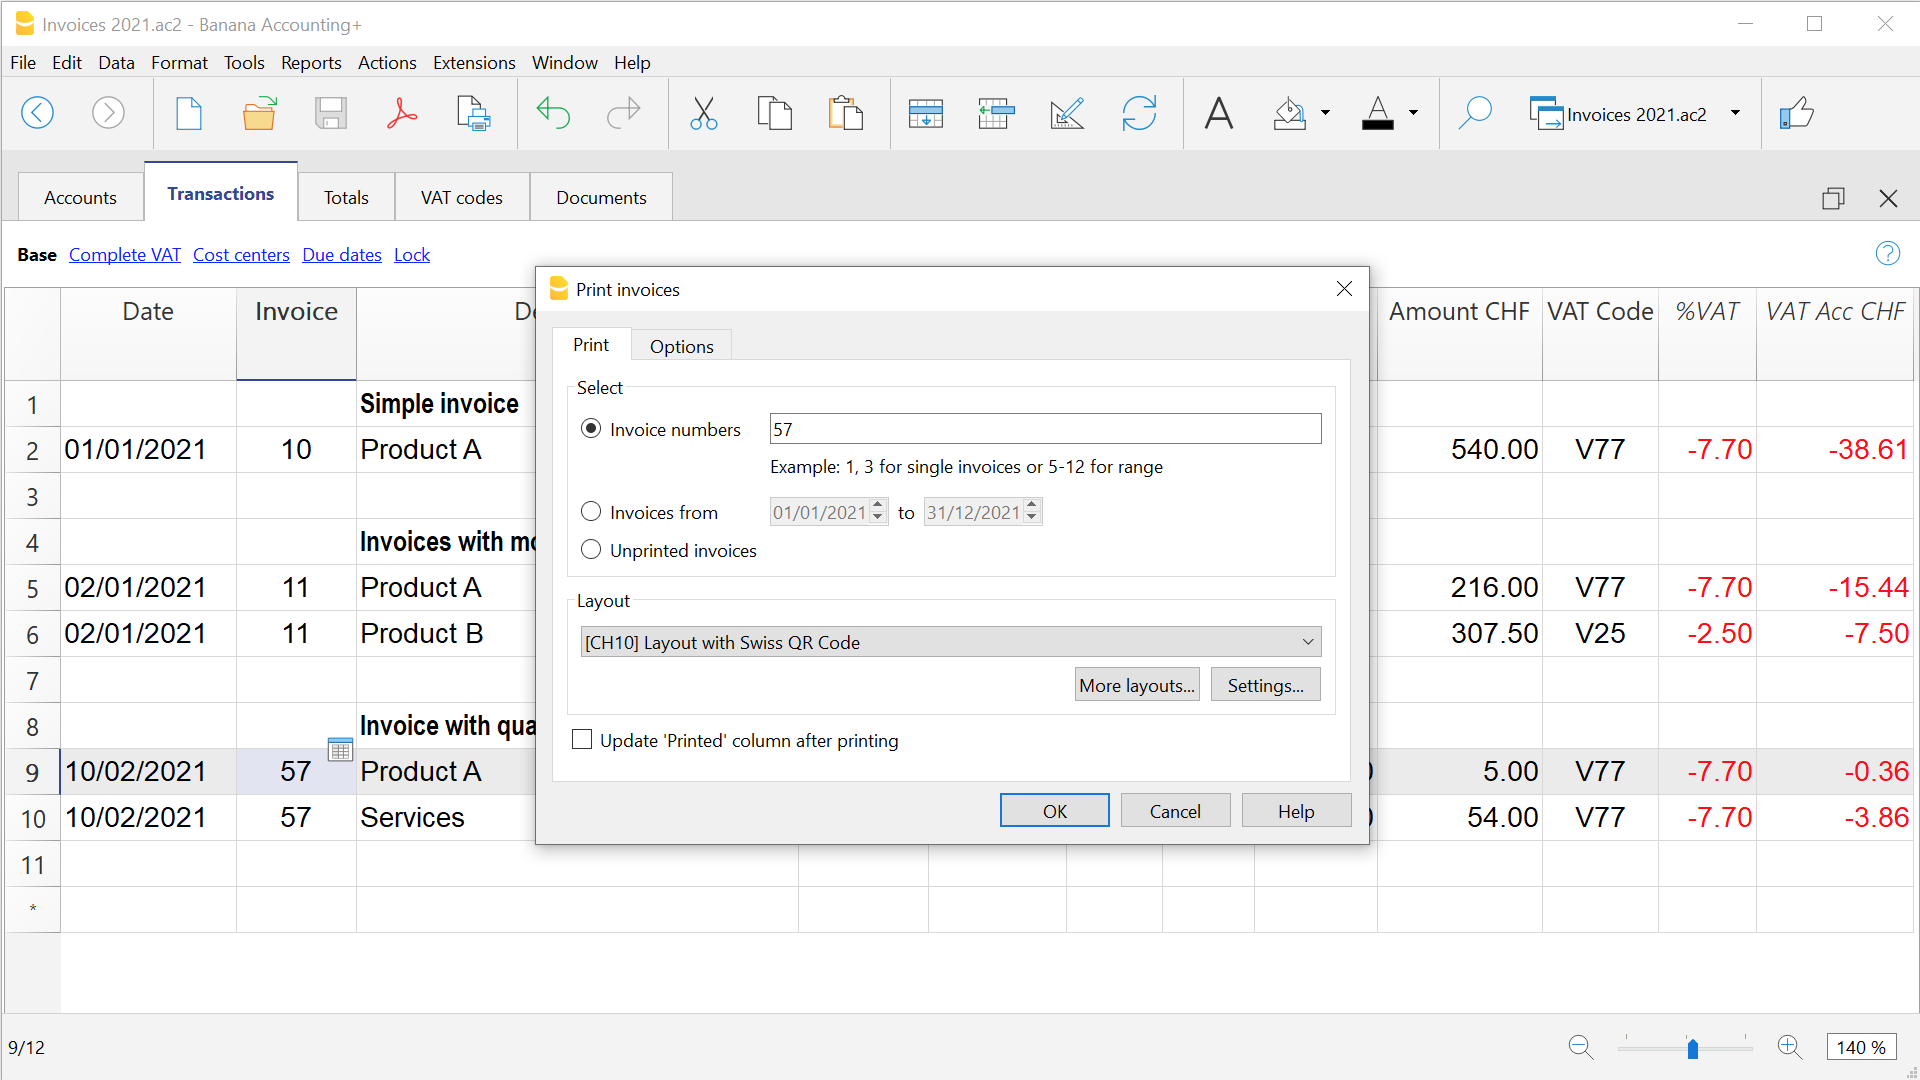 Invoices 2021.ac2 - Banana Accounting+
File Edit Data Format Tools Reports Actions Extensions Window Help
Invoices 2021.ac2
Accounts Transactions Totals VAT codes Documents
Base Complete VAT Cost centers Due dates Lock
Date Invoice De Amount CHF VAT Code %VAT VAT Acc CHF
1 Simple invoice
2 01/01/2021 10 Product A 540.00 V77 -7.70 -38.61
3
4 Invoices with mo
5 02/01/2021 11 Product A 216.00 V77 -7.70 -15.44
6 02/01/2021 11 Product B 307.50 V25 -2.50 -7.50
7
8 Invoice with qua
9 10/02/2021 57 Product A 5.00 V77 -7.70 -0.36
10 10/02/2021 57 Services 54.00 V77 -7.70 -3.86
11
*
Print invoices
Print Options
Select
Invoice numbers 57
Example: 1, 3 for single invoices or 5-12 for range
Invoices from 01/01/2021 to 31/12/2021
Unprinted invoices
Layout
[CH10] Layout with Swiss QR Code
More layouts... Settings...
Update 'Printed' column after printing
OK Cancel Help
9/12
140 %